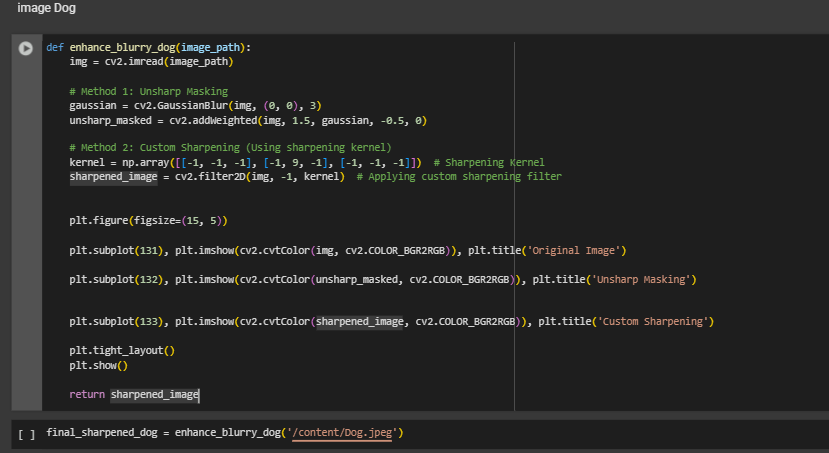 image Dog
def enhance_blurry_dog(image_path):
    img = cv2.imread(image_path)
    # Method 1: Unsharp Masking
    gaussian = cv2.GaussianBlur(img, (0, 0), 3)
    unsharp_masked = cv2.addWeighted(img, 1.5, gaussian, -0.5, 0)
    # Method 2: Custom Sharpening (Using sharpening kernel)
    kernel = np.array([[-1, -1, -1], [-1, 9, -1], [-1, -1, -1]])  # Sharpening Kernel
    sharpened_image = cv2.filter2D(img, -1, kernel)  # Applying custom sharpening filter
    plt.figure(figsize=(15, 5))
    plt.subplot(131), plt.imshow(cv2.cvtColor(img, cv2.COLOR_BGR2RGB)), plt.title('Original Image')
    plt.subplot(132), plt.imshow(cv2.cvtColor(unsharp_masked, cv2.COLOR_BGR2RGB)), plt.title('Unsharp Masking')
    plt.subplot(133), plt.imshow(cv2.cvtColor(sharpened_image, cv2.COLOR_BGR2RGB)), plt.title('Custom Sharpening')
    plt.tight_layout()
    plt.show()
    return sharpened_image
[ ] final_sharpened_dog = enhance_blurry_dog('/content/Dog.jpeg')